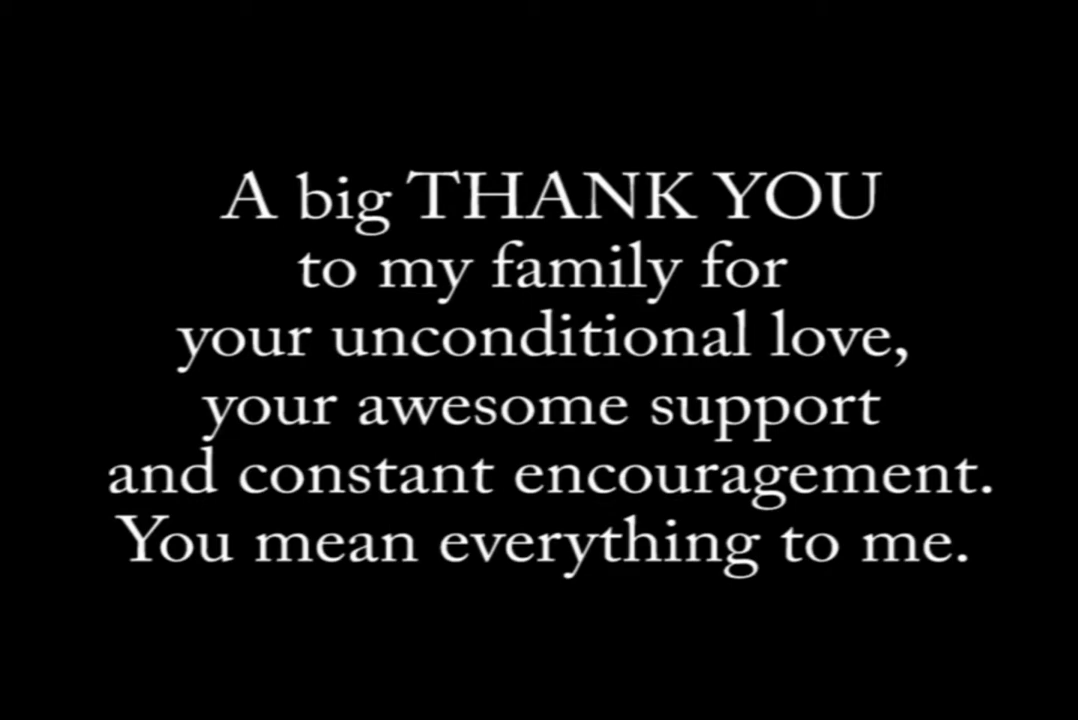 A big THANK YOU
to my family for
your unconditional love,
your awesome support
and constant encouragement.
You mean everything to me.